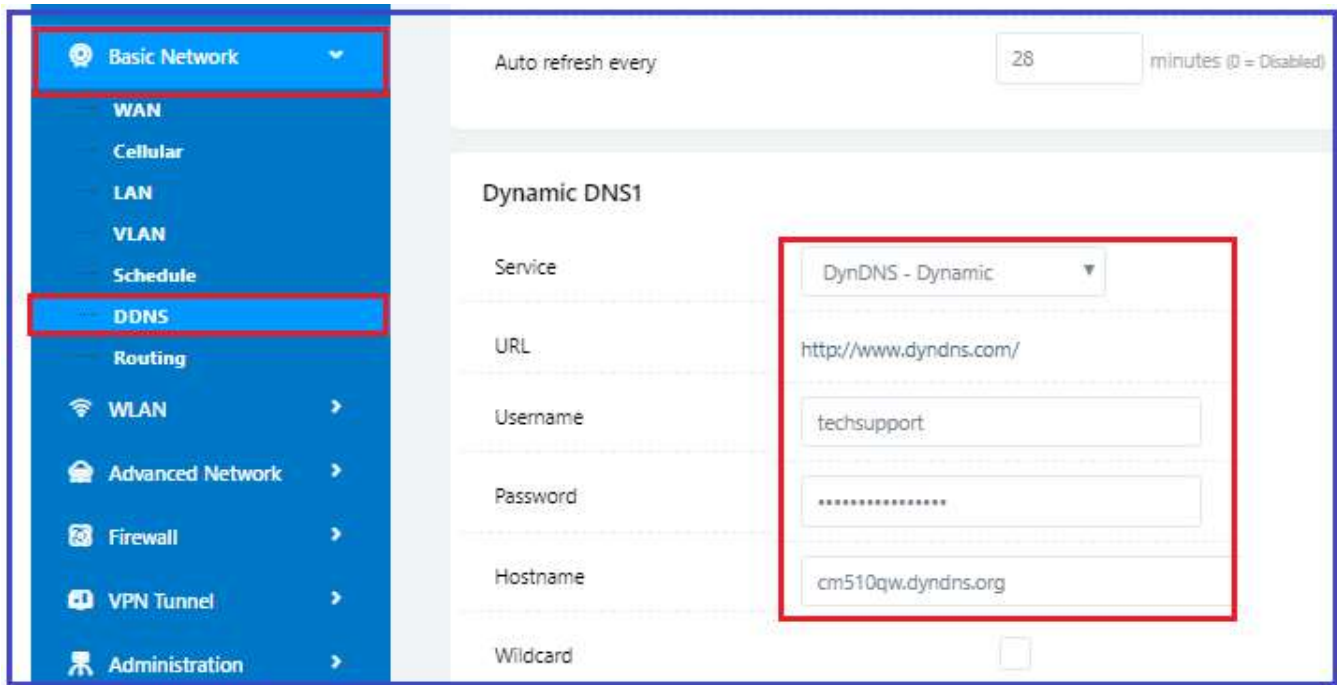 Basic Network
WAN
Cellular
LAN
VLAN
Schedule
DDNS
Routing
WLAN
Advanced Network
Firewall
VPN Tunnel
Administration
Auto refresh every 28 minutes (0 = Disabled)
Dynamic DNS1
Service DynDNS - Dynamic
URL http://www.dyndns.com/
Username techsupport
Password ••••••••••••••••
Hostname cm510qw.dyndns.org
Wildcard